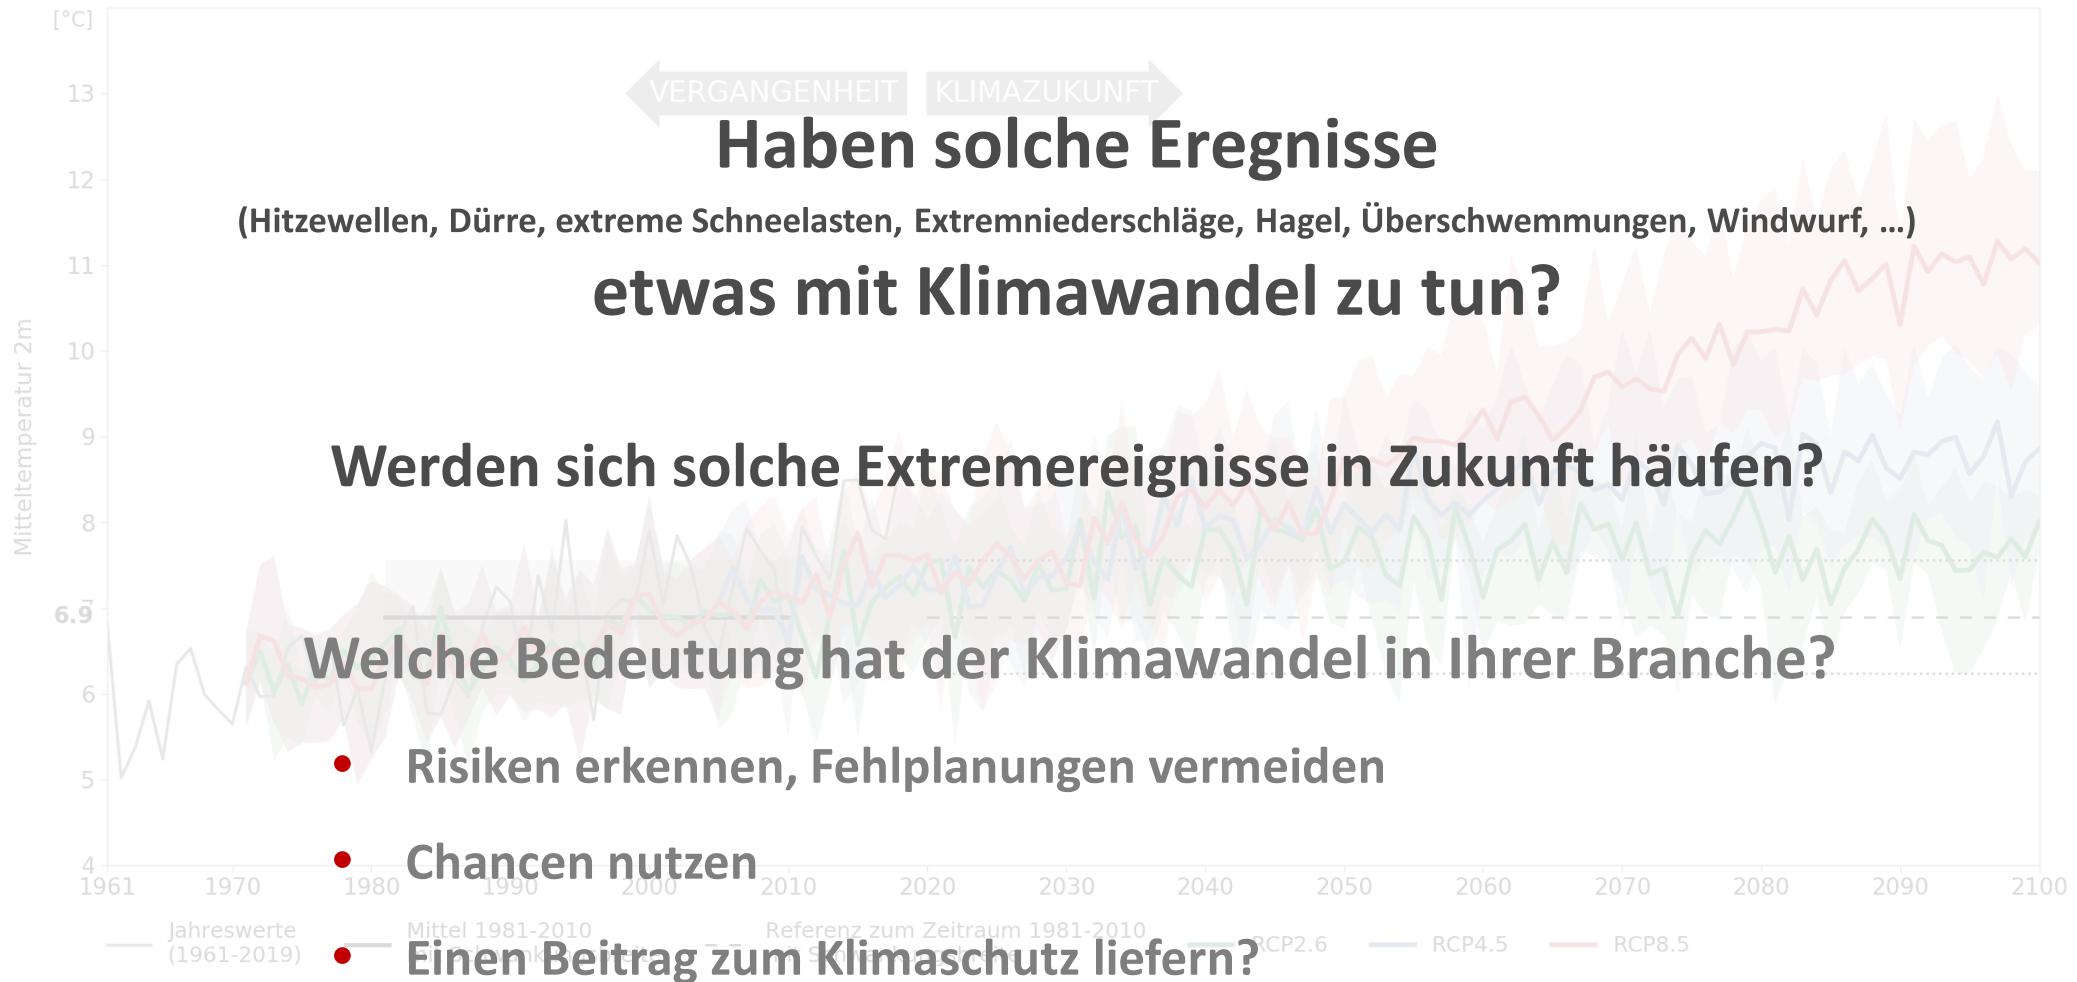 [°C]
13
VERGANGENHEIT KLIMAZUKUNFT
Haben solche Eregnisse
12
(Hitzewellen, Dürre, extreme Schneelasten, Extremniederschläge, Hagel, Überschwemmungen, Windwurf, ...)
11
etwas mit Klimawandel zu tun?
10
Mitteltemperatur 2m
9
Werden sich solche Extremereignisse in Zukunft häufen?
8
7
6.9
Welche Bedeutung hat der Klimawandel in Ihrer Branche?
6
• Risiken erkennen, Fehlplanungen vermeiden
5
• Chancen nutzen
4
1961 1970 1980 1990 2000 2010 2020 2030 2040 2050 2060 2070 2080 2090 2100
Jahreswerte
(1961-2019)
Mittel 1981-2010
Referenz zum Zeitraum 1981-2010
RCP2.6 RCP4.5 RCP8.5
• Einen Beitrag zum Klimaschutz liefern?